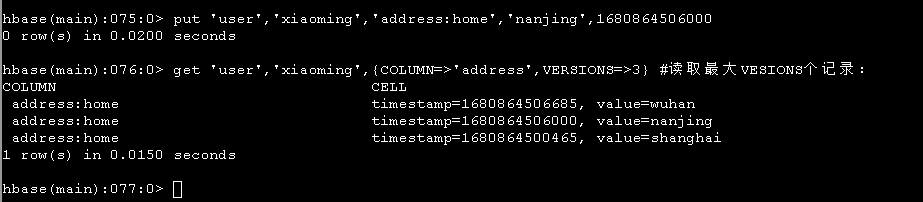 hbase(main):075:0> put 'user','xiaoming','address:home','nanjing',1680864506000
0 row(s) in 0.0200 seconds
hbase(main):076:0> get 'user','xiaoming',{COLUMN=>'address',VERSIONS=>3} #读取最大VESIONS个记录：
COLUMN CELL
address:home timestamp=1680864506685, value=wuhan
address:home timestamp=1680864506000, value=nanjing
address:home timestamp=1680864500465, value=shanghai
1 row(s) in 0.0150 seconds
hbase(main):077:0>